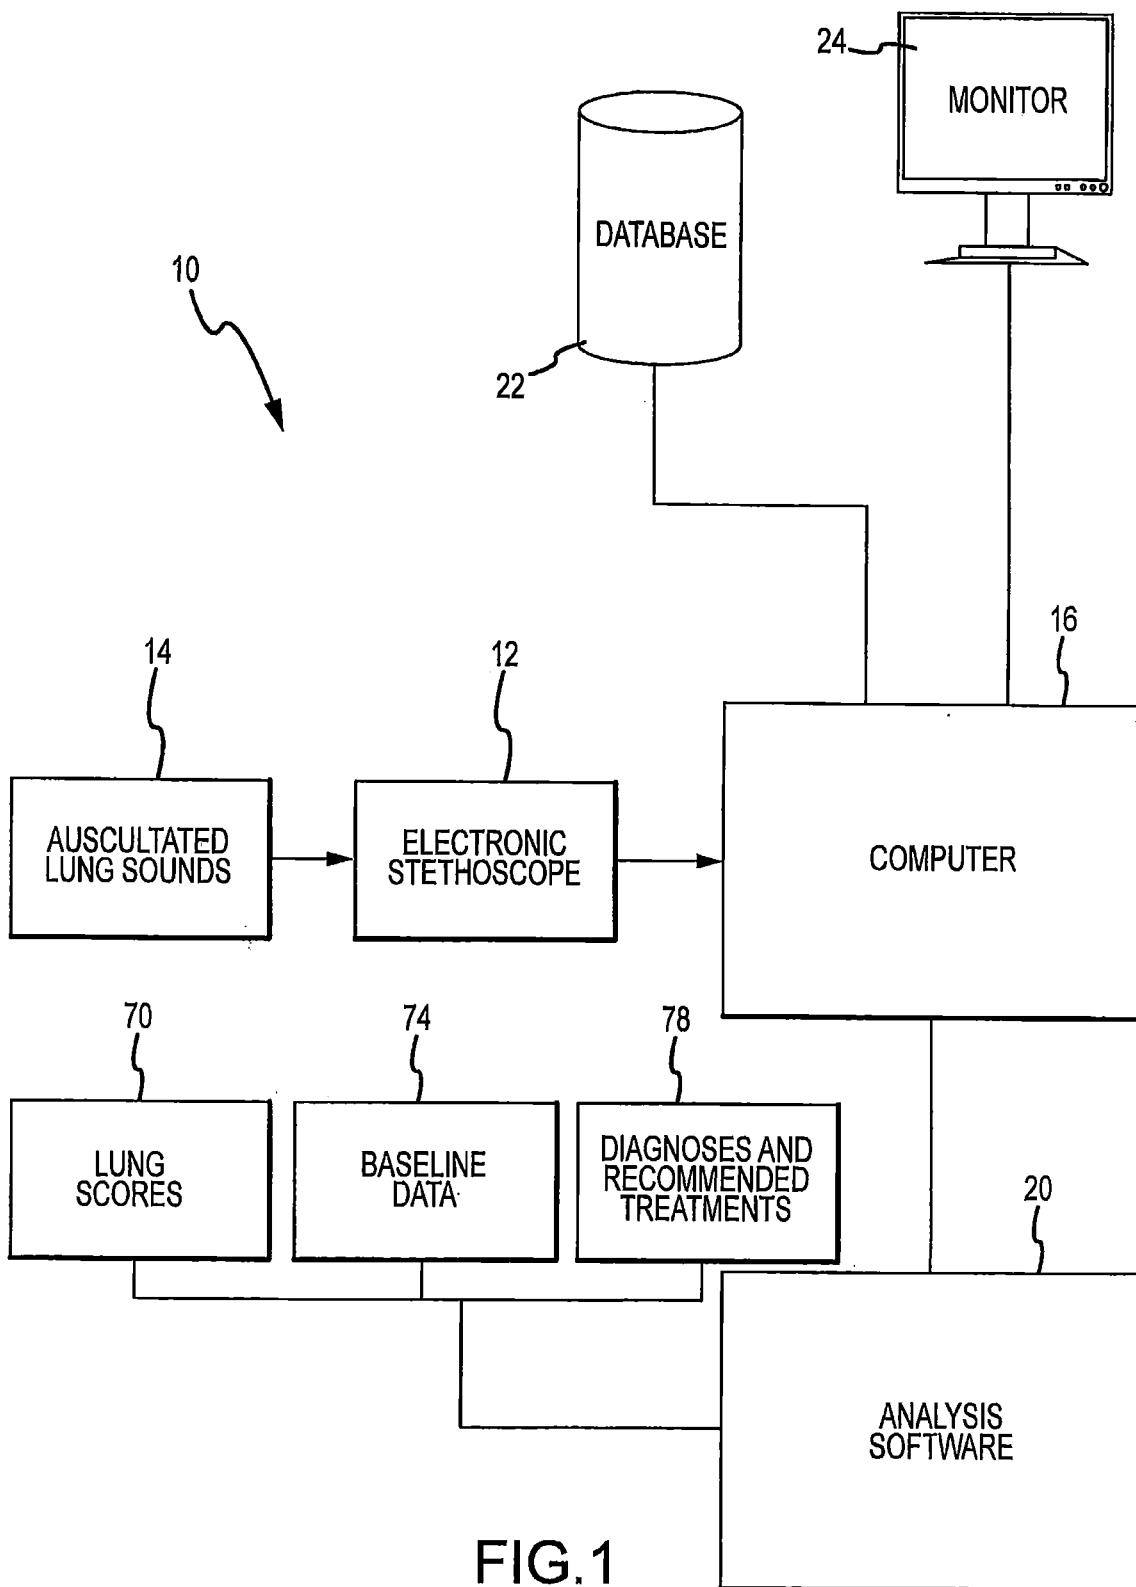 24
MONITOR
DATABASE
10
22
16
14
12
AUSCULTATED
LUNG SOUNDS
ELECTRONIC
STETHOSCOPE
COMPUTER
70
74
78
LUNG
SCORES
BASELINE
DATA
DIAGNOSES AND
RECOMMENDED
TREATMENTS
20
ANALYSIS
SOFTWARE
FIG.1